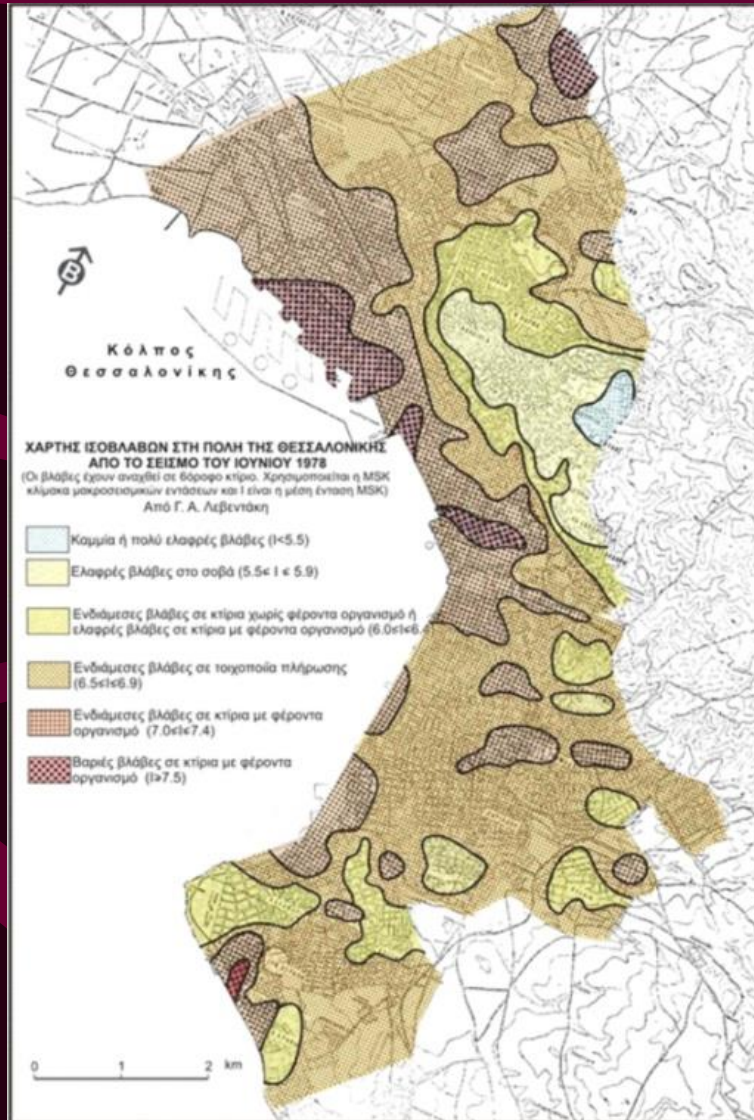 B
Κόλπος
Θεσσαλονίκης
ΧΑΡΤΗΣ ΙΣΟΒΛΑΒΩΝ ΣΤΗ ΠΟΛΗ ΤΗΣ ΘΕΣΣΑΛΟΝΙΚΗΣ
ΑΠΟ ΤΟ ΣΕΙΣΜΟ ΤΟΥ ΙΟΥΝΙΟΥ 1978
(Οι βλάβες έχουν αναχθεί σε 6όροφο κτίριο. Χρησιμοποιείται η MSK
κλίμακα μακροσεισμικών εντάσεων και Ι είναι η μέση ένταση MSK)
Από Γ. Α. Λεβεντάκη
Καμμία ή πολύ ελαφρές βλάβες (Ι<5.5)
Ελαφρές βλάβες στο σοβά (5.5≤ Ι ≤ 5.9)
Ενδιάμεσες βλάβες σε κτίρια χωρίς φέροντα οργανισμό ή
ελαφρές βλάβες σε κτίρια με φέροντα οργανισμό (6.0≤Ι≤6.
Ενδιάμεσες βλάβες σε τοιχοποιία πλήρωσης
(6.5≤Ι≤6.9)
Ενδιάμεσες βλάβες σε κτίρια με φέροντα
οργανισμό (7.0≤Ι≤7.4)
Βαριές βλάβες σε κτίρια με φέροντα
οργανισμό (Ι≥7.5)
0 1 2 km